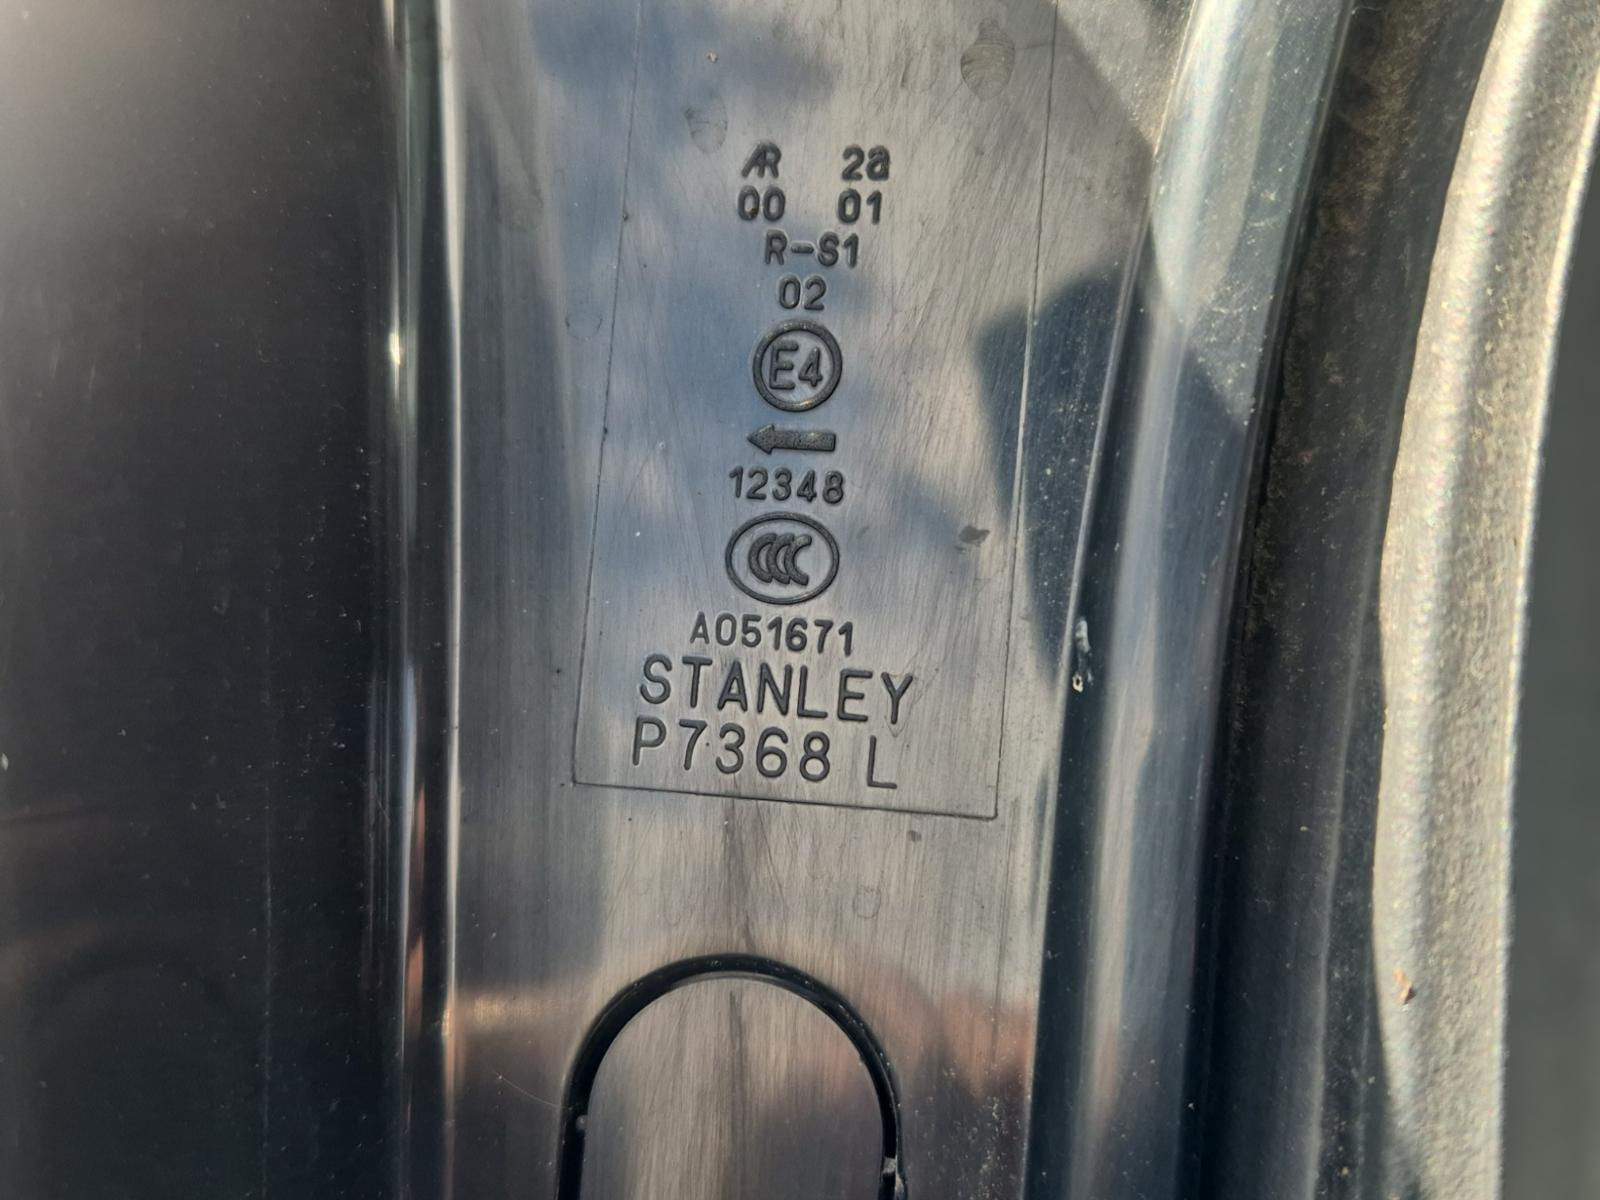 AR 2a
00 01
R-S1
02
E4
12348
CCC
A051671
STANLEY
P7368 L